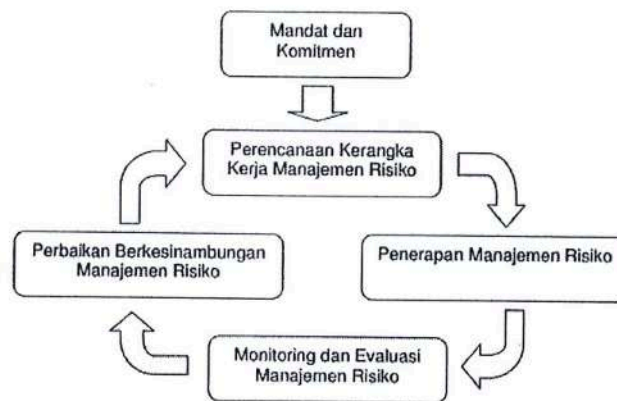 Mandat dan
Komitmen
Perencanaan Kerangka
Kerja Manajemen Risiko
Penerapan Manajemen Risiko
Monitoring dan Evaluasi
Manajemen Risiko
Perbaikan Berkesinambungan
Manajemen Risiko